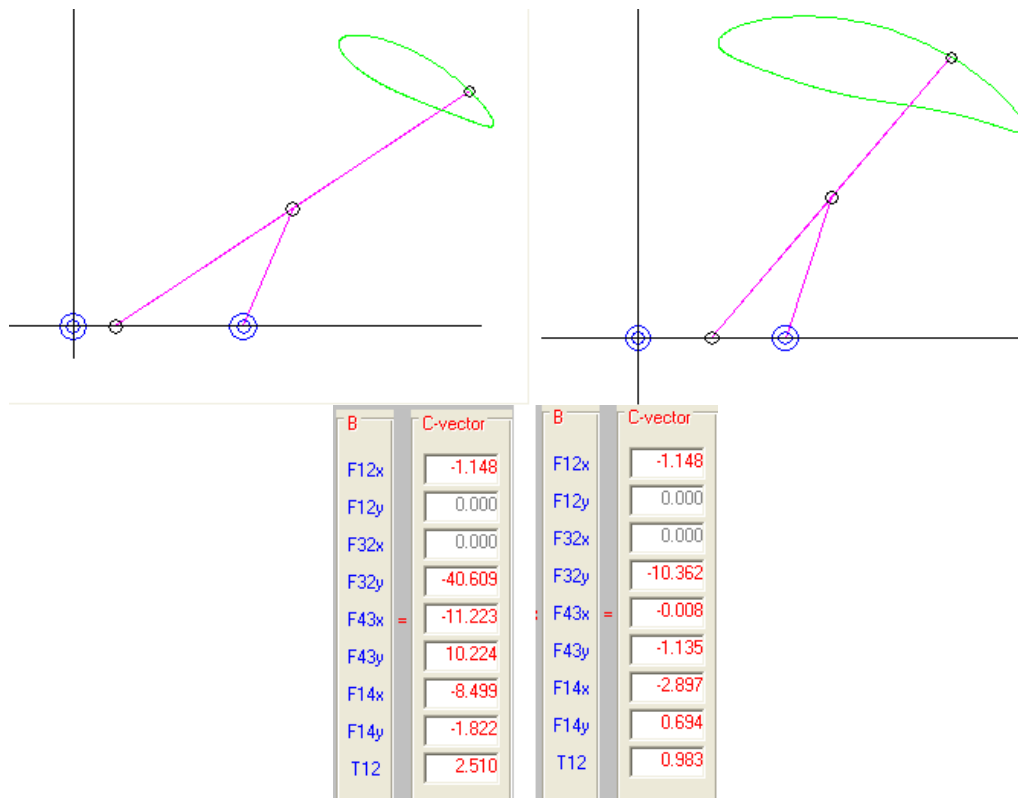 B C-vector B C-vector
F12x -1.148 F12x -1.148
F12y 0.000 F12y 0.000
F32x 0.000 F32x 0.000
F32y -40.609 F32y -10.362
F43x = -11.223 : F43x = -0.008
F43y 10.224 F43y -1.135
F14x -8.499 F14x -2.897
F14y -1.822 F14y 0.694
T12 2.510 T12 0.983